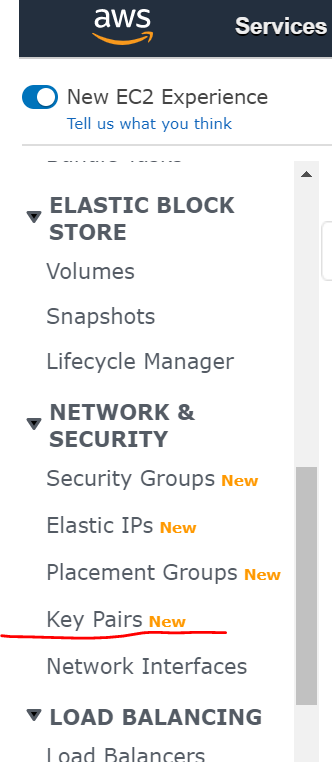 aws
Services
New EC2 Experience
Tell us what you think
ELASTIC BLOCK
STORE
Volumes
Snapshots
Lifecycle Manager
NETWORK &
SECURITY
Security Groups New
Elastic IPs New
Placement Groups New
Key Pairs New
Network Interfaces
LOAD BALANCING
Load Balancers